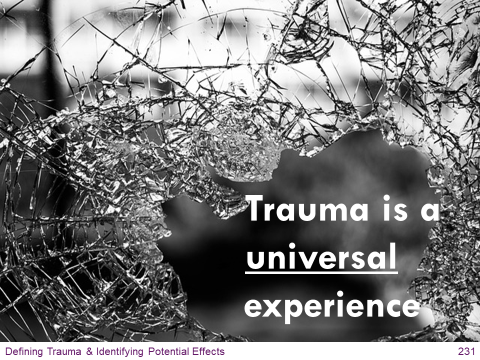 Trauma is a
universal
experience
Defining Trauma & Identifying Potential Effects
231